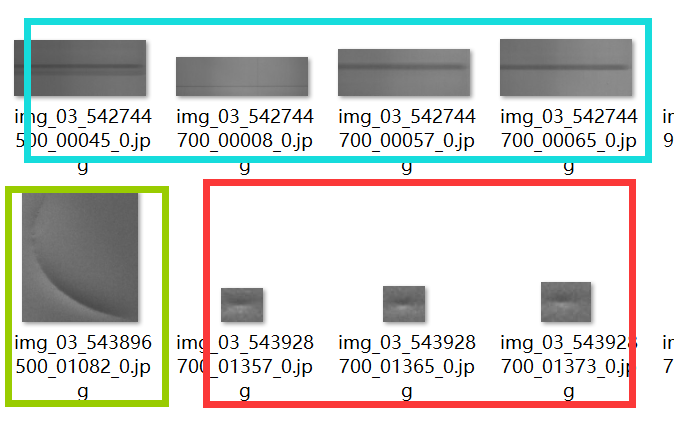 img_03_542744
500_00045_0.jp
g
img_03_542744
700_00008_0.jp
g
img_03_542744
700_00057_0.jp
g
img_03_542744
700_00065_0.jp
g
img_03_543896
500_01082_0.jp
g
img_03_543928
700_01357_0.jp
g
img_03_543928
700_01365_0.jp
g
img_03_543928
700_01373_0.jp
g